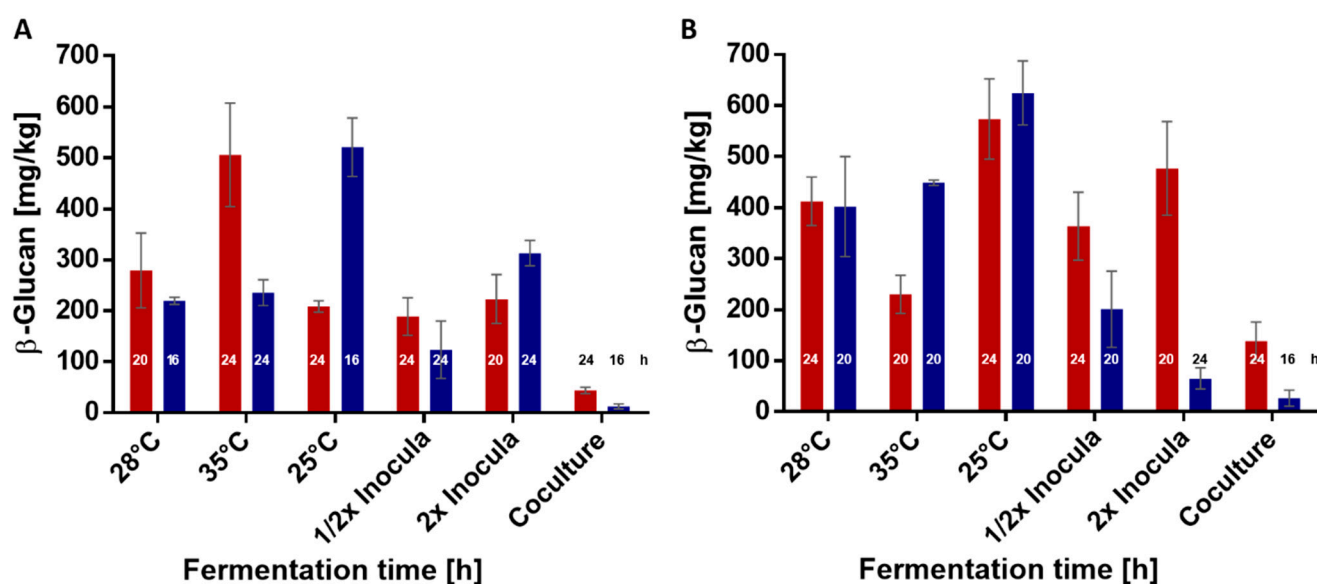 A
700
600
500
400
300
200
100
0
β-Glucan [mg/kg]
20 16 24 24 24 16 24 24 20 24 24 16 h
28°C 35°C 25°C 1/2x Inocula 2x Inocula Coculture
Fermentation time [h]
B
700
600
500
400
300
200
100
0
β-Glucan [mg/kg]
24 20 20 20 24 20 24 20 20 24 24 16 h
28°C 35°C 25°C 1/2x Inocula 2x Inocula Coculture
Fermentation time [h]